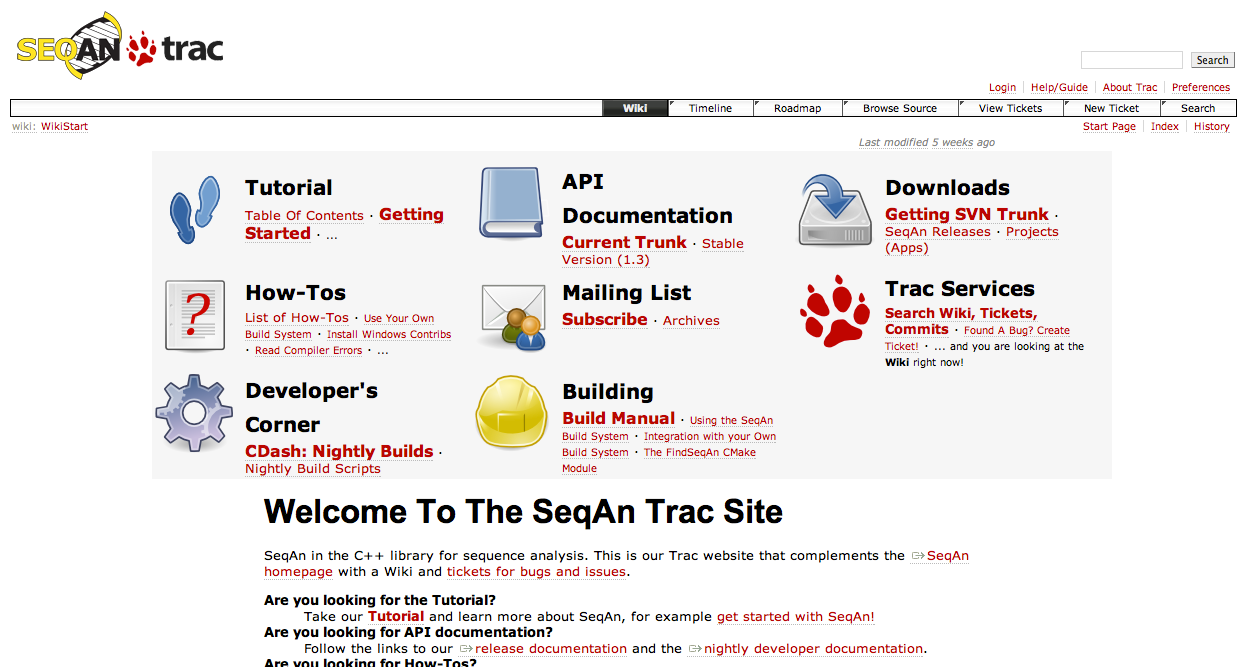 SEQAN trac
Search
Login Help/Guide About Trac Preferences
Wiki Timeline Roadmap Browse Source View Tickets New Ticket Search
wiki: WikiStart
Start Page Index History
Last modified 5 weeks ago
Tutorial
Table Of Contents · Getting
Started · ...
API
Documentation
Current Trunk · Stable
Version (1.3)
Downloads
Getting SVN Trunk ·
SeqAn Releases · Projects
(Apps)
?
How-Tos
List of How-Tos · Use Your Own
Build System · Install Windows Contribs
· Read Compiler Errors · ...
Mailing List
Subscribe · Archives
Trac Services
Search Wiki, Tickets,
Commits · Found A Bug? Create
Ticket! · ... and you are looking at the
Wiki right now!
Developer's
Corner
CDash: Nightly Builds ·
Nightly Build Scripts
Building
Build Manual · Using the SeqAn
Build System · Integration with your Own
Build System · The FindSeqAn CMake
Module
Welcome To The SeqAn Trac Site
SeqAn in the C++ library for sequence analysis. This is our Trac website that complements the SeqAn
homepage with a Wiki and tickets for bugs and issues.
Are you looking for the Tutorial?
Take our Tutorial and learn more about SeqAn, for example get started with SeqAn!
Are you looking for API documentation?
Follow the links to our release documentation and the nightly developer documentation.
Are you looking for How-Tos?